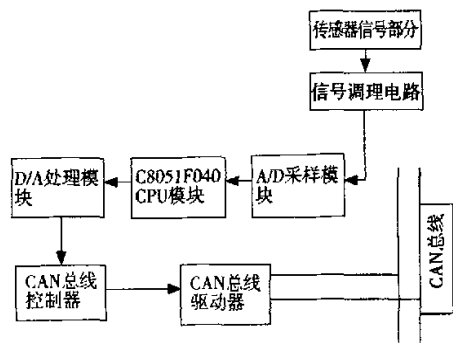 传感器信号部分
信号调理电路
D/A处理模
块
C8051F040
CPU模块
A/D采样模
块
CAN总线
控制器
CAN总线
驱动器
CAN总线